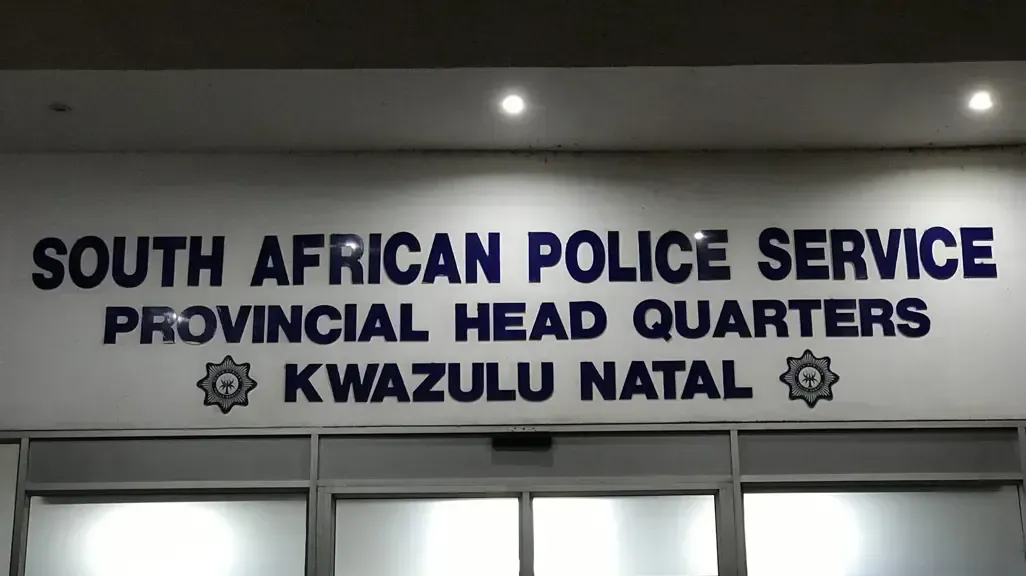 SOUTH AFRICAN POLICE SERVICE
PROVINCIAL HEAD QUARTERS
KWAZULU NATAL